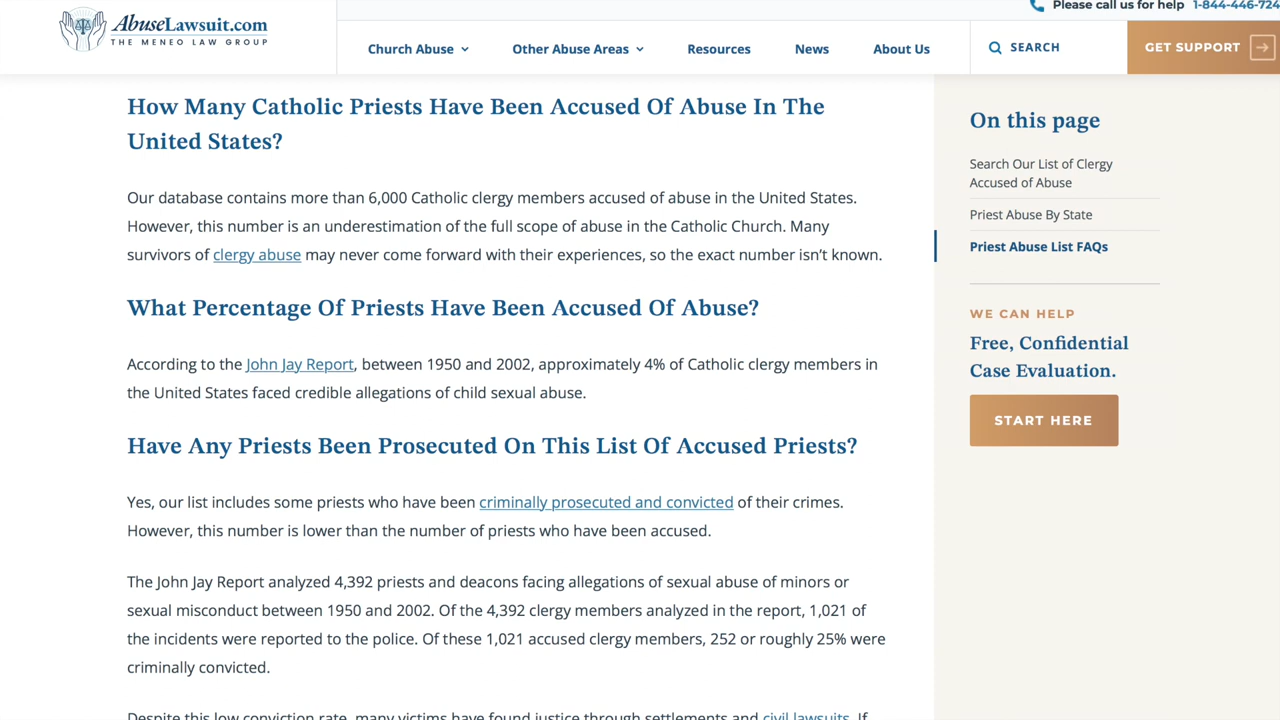 Please call us for help 1-844-446-724
AbuseLawsuit.com
THE MENEO LAW GROUP
Church Abuse
Other Abuse Areas
Resources
News
About Us
SEARCH
GET SUPPORT
How Many Catholic Priests Have Been Accused Of Abuse In The
United States?
Our database contains more than 6,000 Catholic clergy members accused of abuse in the United States.
However, this number is an underestimation of the full scope of abuse in the Catholic Church. Many
survivors of clergy abuse may never come forward with their experiences, so the exact number isn’t known.
What Percentage Of Priests Have Been Accused Of Abuse?
According to the John Jay Report, between 1950 and 2002, approximately 4% of Catholic clergy members in
the United States faced credible allegations of child sexual abuse.
Have Any Priests Been Prosecuted On This List Of Accused Priests?
Yes, our list includes some priests who have been criminally prosecuted and convicted of their crimes.
However, this number is lower than the number of priests who have been accused.
The John Jay Report analyzed 4,392 priests and deacons facing allegations of sexual abuse of minors or
sexual misconduct between 1950 and 2002. Of the 4,392 clergy members analyzed in the report, 1,021 of
the incidents were reported to the police. Of these 1,021 accused clergy members, 252 or roughly 25% were
criminally convicted.
Despite this low conviction rate, many victims have found justice through settlements and civil lawsuits. If
On this page
Search Our List of Clergy
Accused of Abuse
Priest Abuse By State
Priest Abuse List FAQs
WE CAN HELP
Free, Confidential
Case Evaluation.
START HERE